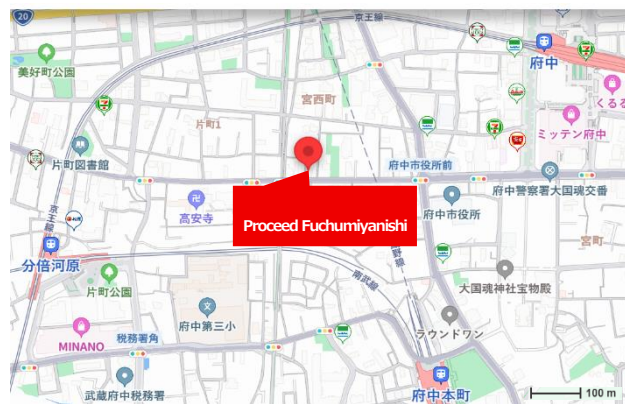 20
京王線
美好町公園
府中
宮西町
くるる
片町1
ミッテン府中
片町図書館
府中市役所前
府中警察署大国魂交番
高安寺
府中市役所
Proceed Fuchumiyanishi
京王線
宮町
分倍河原
南武線
片町公園
大国魂神社宝物殿
府中第三小
ラウンドワン
税務署角
MINANO
府中本町
武蔵府中税務署
100 m